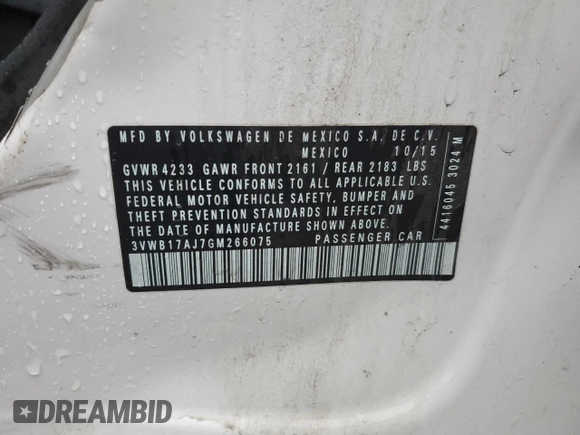 MFD BY VOLKSWAGEN DE MEXICO S.A. DE C.V.
MEXICO 10/15
GVWR 4233 GAWR FRONT 2161 / REAR 2183 LBS
THIS VEHICLE CONFORMS TO ALL APPLICABLE U.S.
FEDERAL MOTOR VEHICLE SAFETY, BUMPER AND
THEFT PREVENTION STANDARDS IN EFFECT ON
THE DATE OF MANUFACTURE SHOWN ABOVE.
3VWB17AJ7GM266075 PASSENGER CAR
4416045 3024 M
DREAMBID